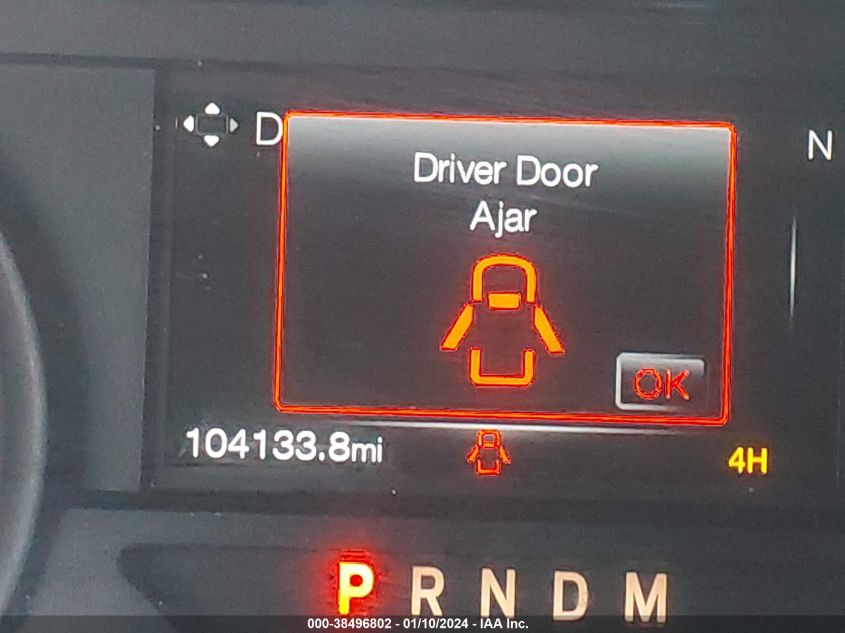 D
N
Driver Door
Ajar
OK
104133.8mi
4H
P R N D M
000-38496802 - 01/10/2024 - IAA Inc.